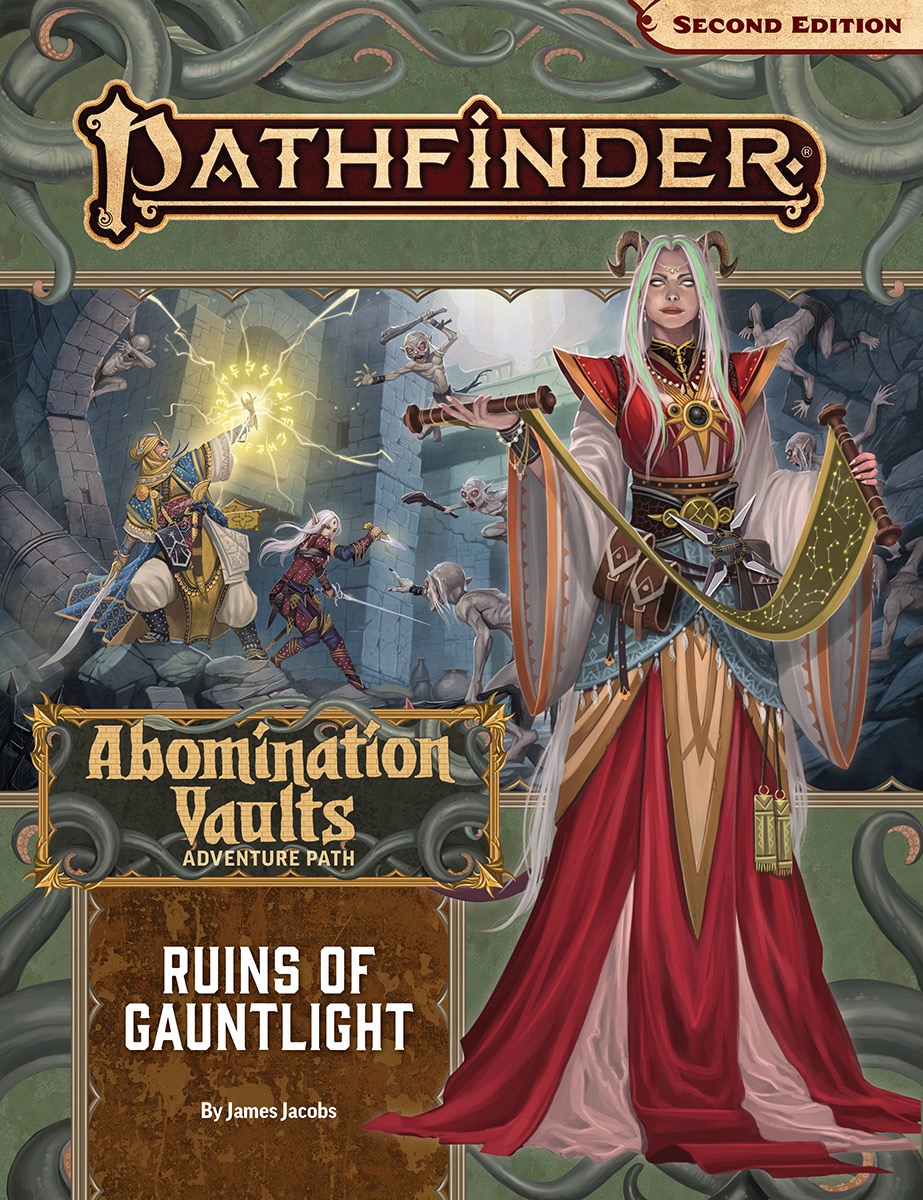 Second Edition
PATHFINDER®
Abomination
Vaults
ADVENTURE PATH
RUINS OF
GAUNTLIGHT
By James Jacobs